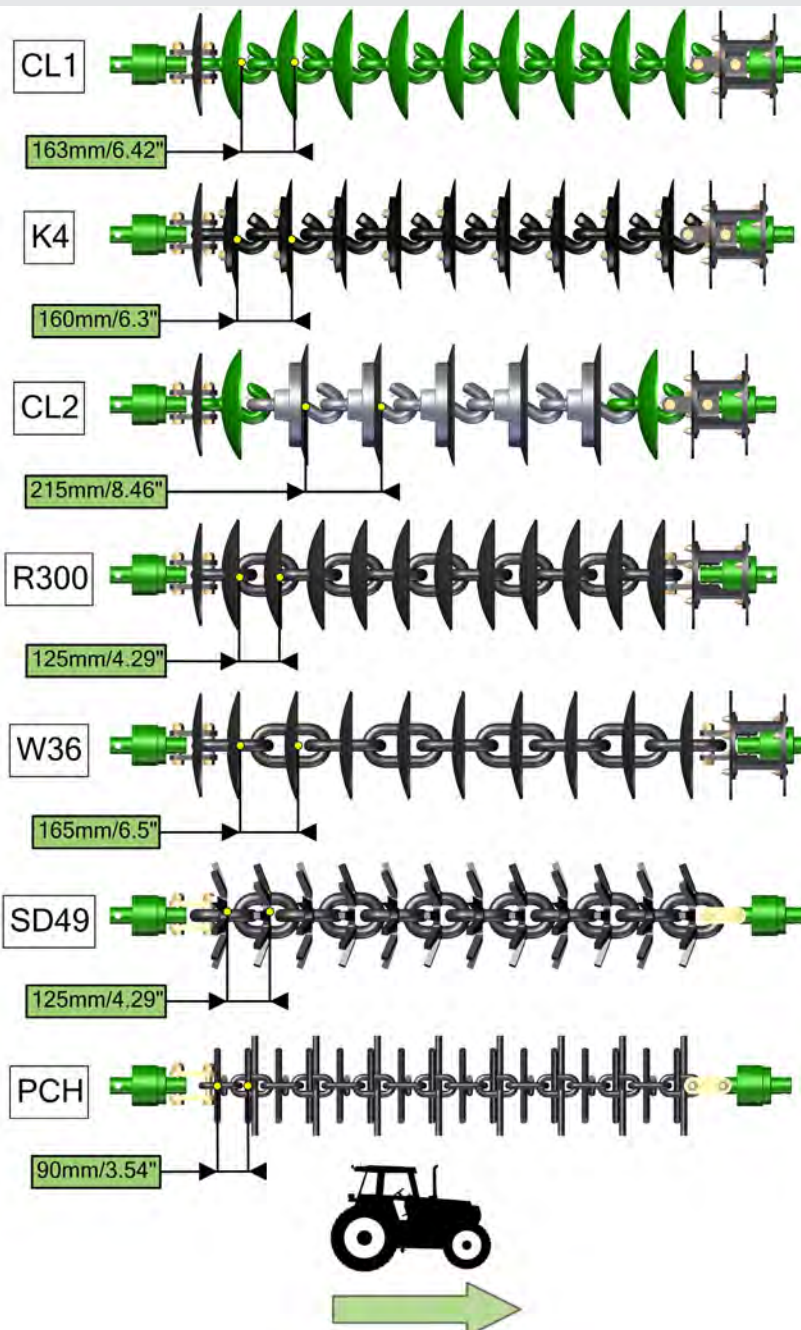 CL1
163mm/6.42"
K4
160mm/6.3"
CL2
215mm/8.46"
R300
125mm/4.29"
W36
165mm/6.5"
SD49
125mm/4.29"
PCH
90mm/3.54"